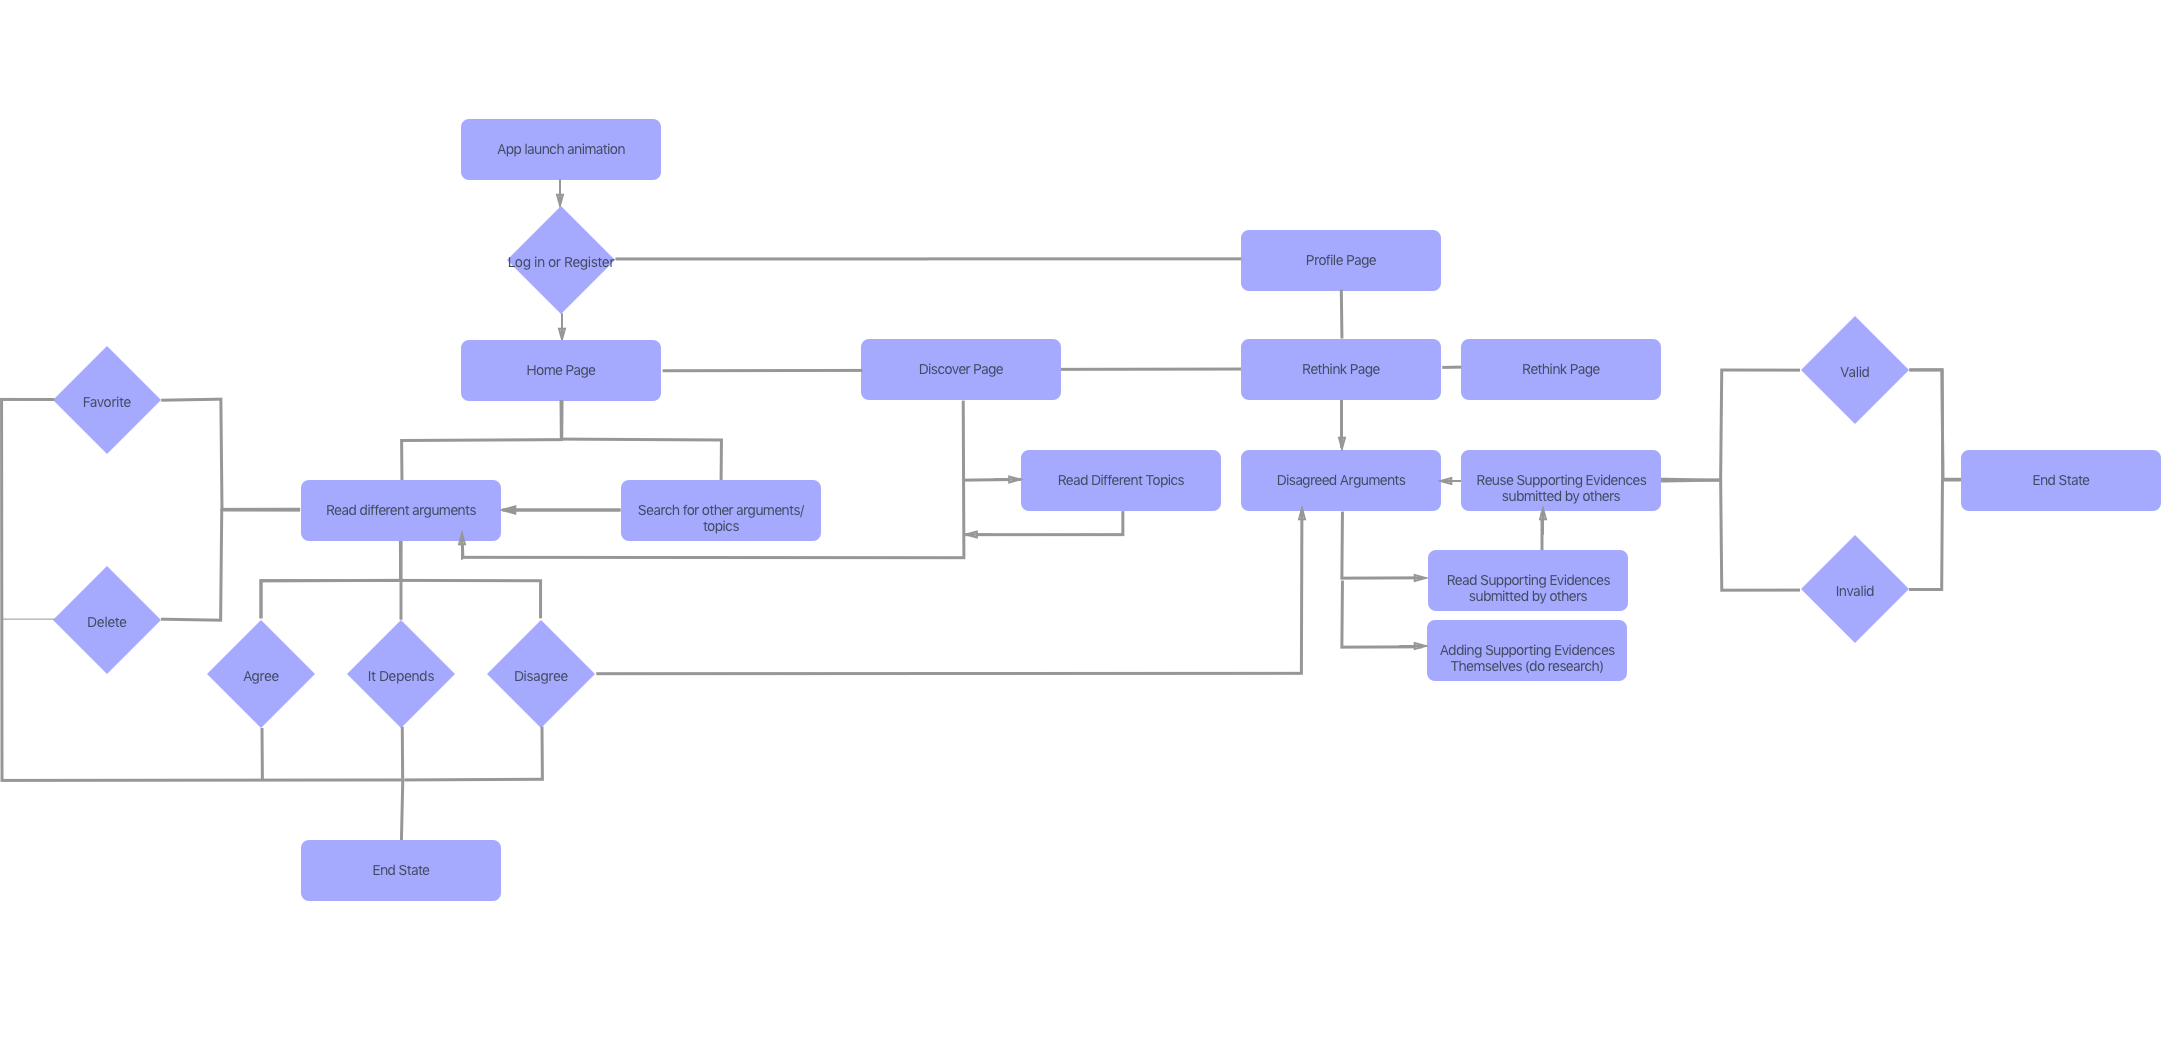 App launch animation
Log in or Register
Profile Page
Home Page
Discover Page
Rethink Page
Rethink Page
Valid
Favorite
Read different arguments
Search for other arguments/
topics
Read Different Topics
Disagreed Arguments
Reuse Supporting Evidences
submitted by others
End State
Read Supporting Evidences
submitted by others
Invalid
Delete
Agree
It Depends
Disagree
Adding Supporting Evidences
Themselves (do research)
End State